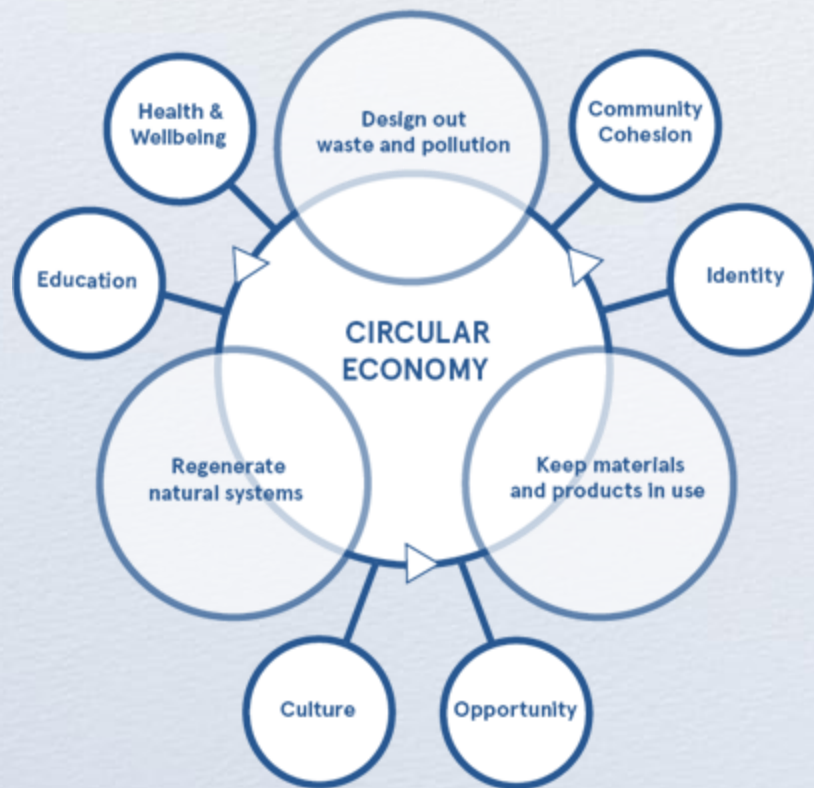 Health &
Wellbeing
Design out
waste and pollution
Community
Cohesion
Education
Identity
CIRCULAR
ECONOMY
Regenerate
natural systems
Keep materials
and products in use
Culture
Opportunity